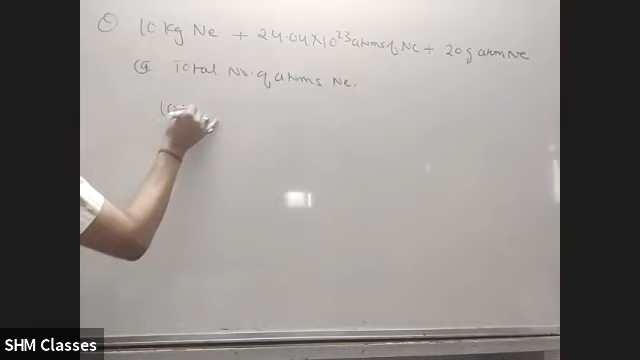 ① 10 kg Ne + 24.04×10²³ atoms of Ne + 20 g atom Ne
(a) Total No. of atoms Ne.
SHM Classes